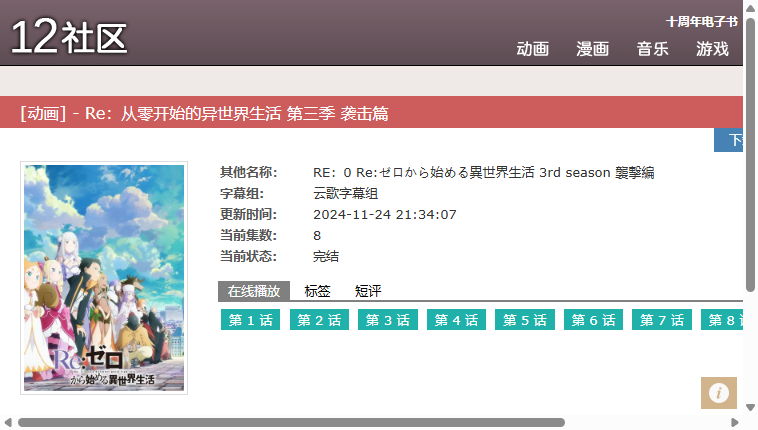 12社区
十周年电子书
动画 漫画 音乐 游戏
[动画] - Re：从零开始的异世界生活 第三季 袭击篇
其他名称: RE：0 Re:ゼロから始める異世界生活 3rd season 襲撃編
字幕组: 云歌字幕组
更新时间: 2024-11-24 21:34:07
当前集数: 8
当前状态: 完结
Re:ゼロ
から始める異世界生活
在线播放 标签 短评
第 1 话 第 2 话 第 3 话 第 4 话 第 5 话 第 6 话 第 7 话 第 8